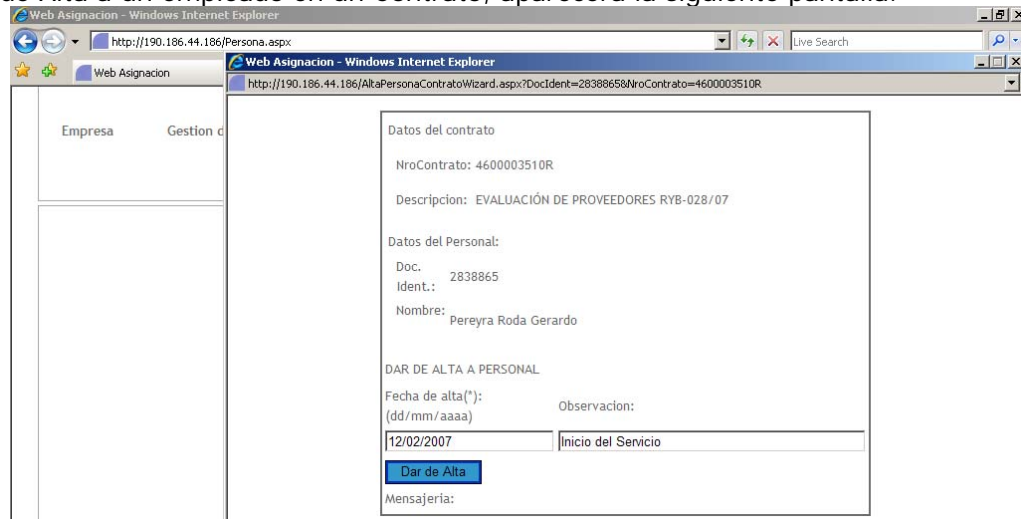 de Alta a un empleado en un contrato, aparecerá la siguiente pantalla:
Web Asignacion - Windows Internet Explorer
http://190.186.44.186/Persona.aspx
Live Search
Web Asignacion
Web Asignacion - Windows Internet Explorer
http://190.186.44.186/AltaPersonaContratoWizard.aspx?DocIdent=2838865&NroContrato=4600003510R
Empresa Gestion d
Datos del contrato
NroContrato: 4600003510R
Descripcion: EVALUACIÓN DE PROVEEDORES RYB-028/07
Datos del Personal:
Doc.
Ident.: 2838865
Nombre:
Pereyra Roda Gerardo
DAR DE ALTA A PERSONAL
Fecha de alta(*):
(dd/mm/aaaa)
Observacion:
12/02/2007 Inicio del Servicio
Dar de Alta
Mensajeria: